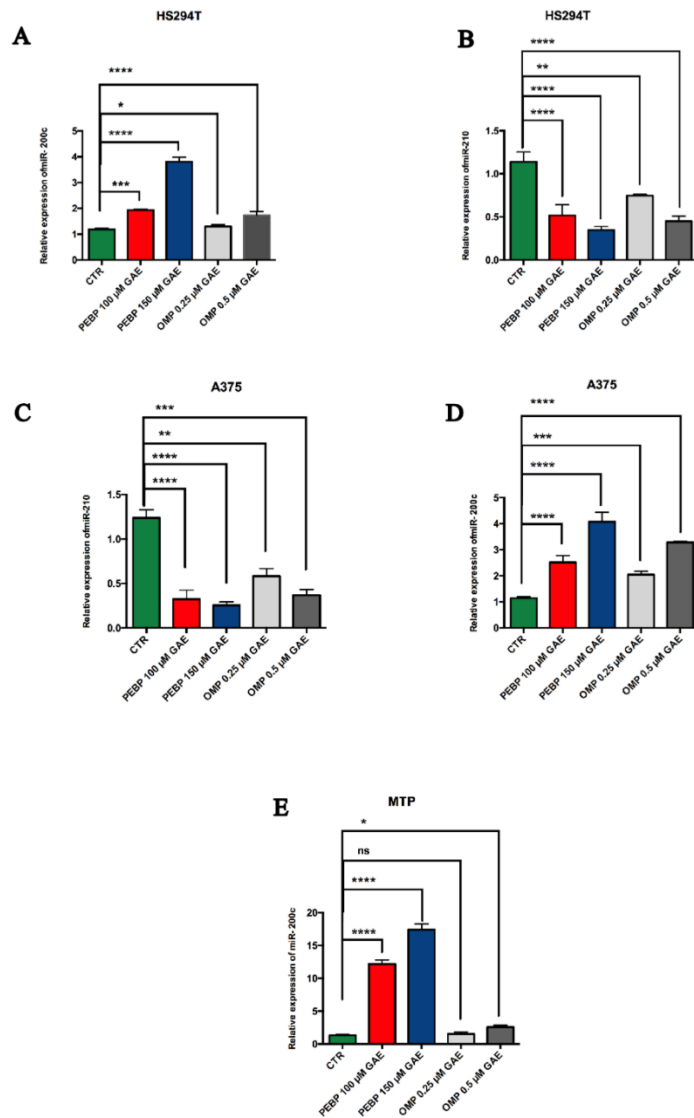 HS294T
A
****
*
****
***
Relative expression ofmiR- 200c
5
4
3
2
1
0
CTR
PEBP 100 µM GAE
PEBP 150 µM GAE
OMP 0.25 µM GAE
OMP 0.5 µM GAE
HS294T
B
****
**
****
****
Relative expression ofmiR-210
1.5
1.0
0.5
0.0
CTR
PEBP 100 µM GAE
PEBP 150 µM GAE
OMP 0.25 µM GAE
OMP 0.5 µM GAE
A375
C
***
**
****
****
Relative expression ofmiR-210
1.5
1.0
0.5
0.0
CTR
PEBP 100 µM GAE
PEBP 150 µM GAE
OMP 0.25 µM GAE
OMP 0.5 µM GAE
A375
D
****
***
****
****
Relative expression ofmiR- 200c
5
4
3
2
1
0
CTR
PEBP 100 µM GAE
PEBP 150 µM GAE
OMP 0.25 µM GAE
OMP 0.5 µM GAE
E
MTP
*
ns
****
****
Relative expression of miR- 200c
20
15
10
5
0
CTR
PEBP 100 µM GAE
PEBP 150 µM GAE
OMP 0.25 µM GAE
OMP 0.5 µM GAE